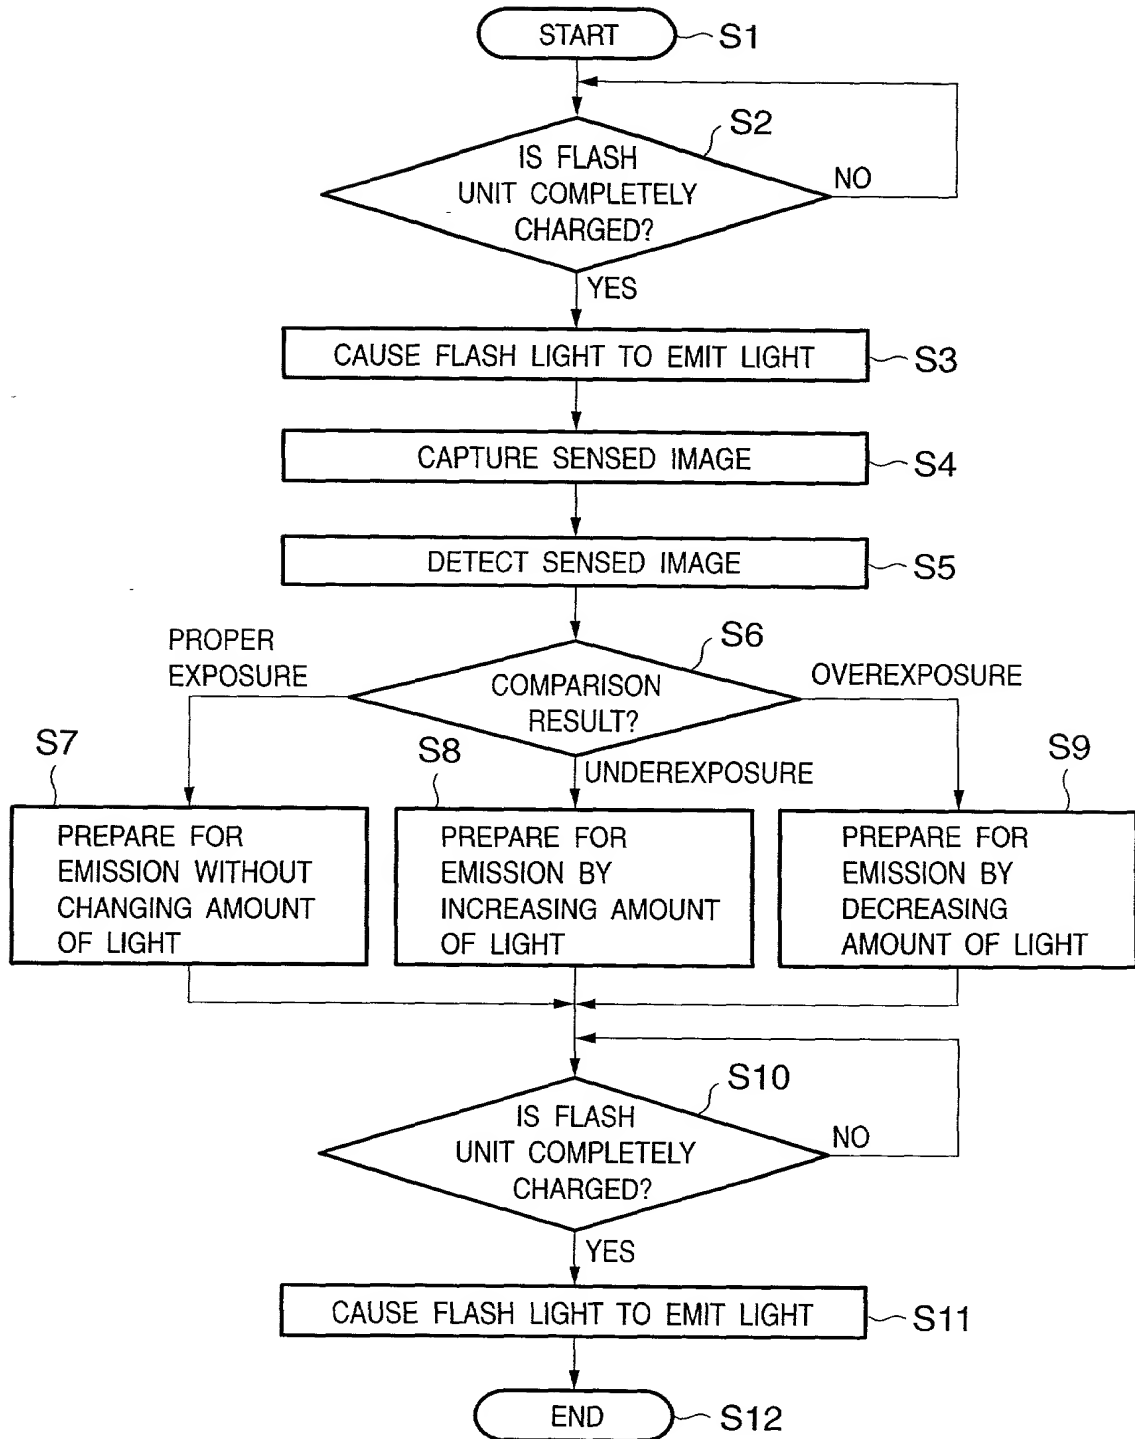 START
S1
S2
IS FLASH
UNIT COMPLETELY
CHARGED?
NO
YES
CAUSE FLASH LIGHT TO EMIT LIGHT
S3
CAPTURE SENSED IMAGE
S4
DETECT SENSED IMAGE
S5
S6
COMPARISON
RESULT?
PROPER
EXPOSURE
OVEREXPOSURE
UNDEREXPOSURE
S7
PREPARE FOR
EMISSION WITHOUT
CHANGING AMOUNT
OF LIGHT
S8
PREPARE FOR
EMISSION BY
INCREASING AMOUNT
OF LIGHT
S9
PREPARE FOR
EMISSION BY
DECREASING
AMOUNT OF LIGHT
S10
IS FLASH
UNIT COMPLETELY
CHARGED?
NO
YES
CAUSE FLASH LIGHT TO EMIT LIGHT
S11
END
S12